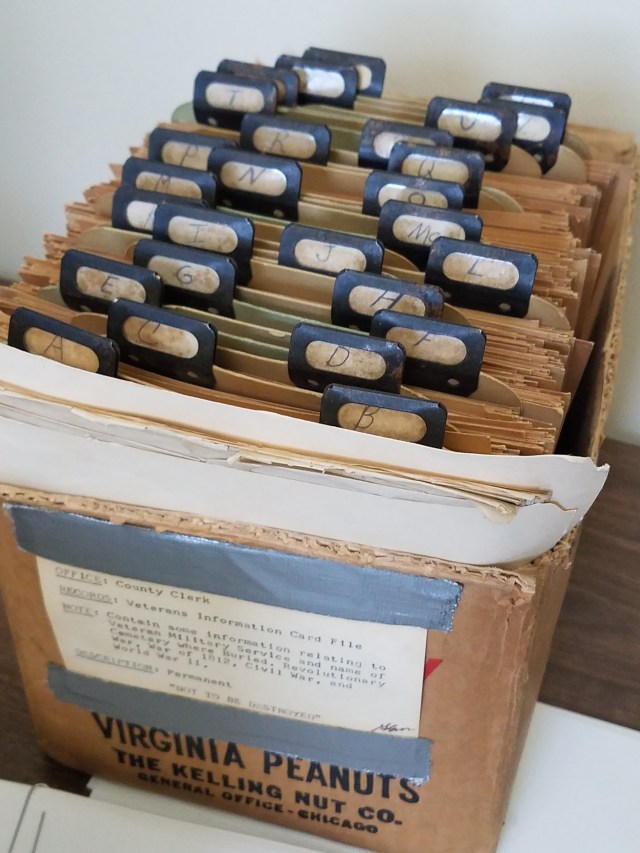 T
U
R
P
N
Q
M
O
I
Mc
J
L
E
G
H
A
C
D
F
B
OFFICE: County Clerk
RECORDS: Veterans Information Card File
NOTE: Contain some information relating to
Veteran Military Service and name of
Cemetary where Buried, Revolutionary
War, War of 1812, Civil War, and
World War II,
DESCRIPTION: Permanent
"NOT TO BE DESTROYED"
VIRGINIA PEANUTS
THE KELLING NUT CO.
GENERAL OFFICE-CHICAGO